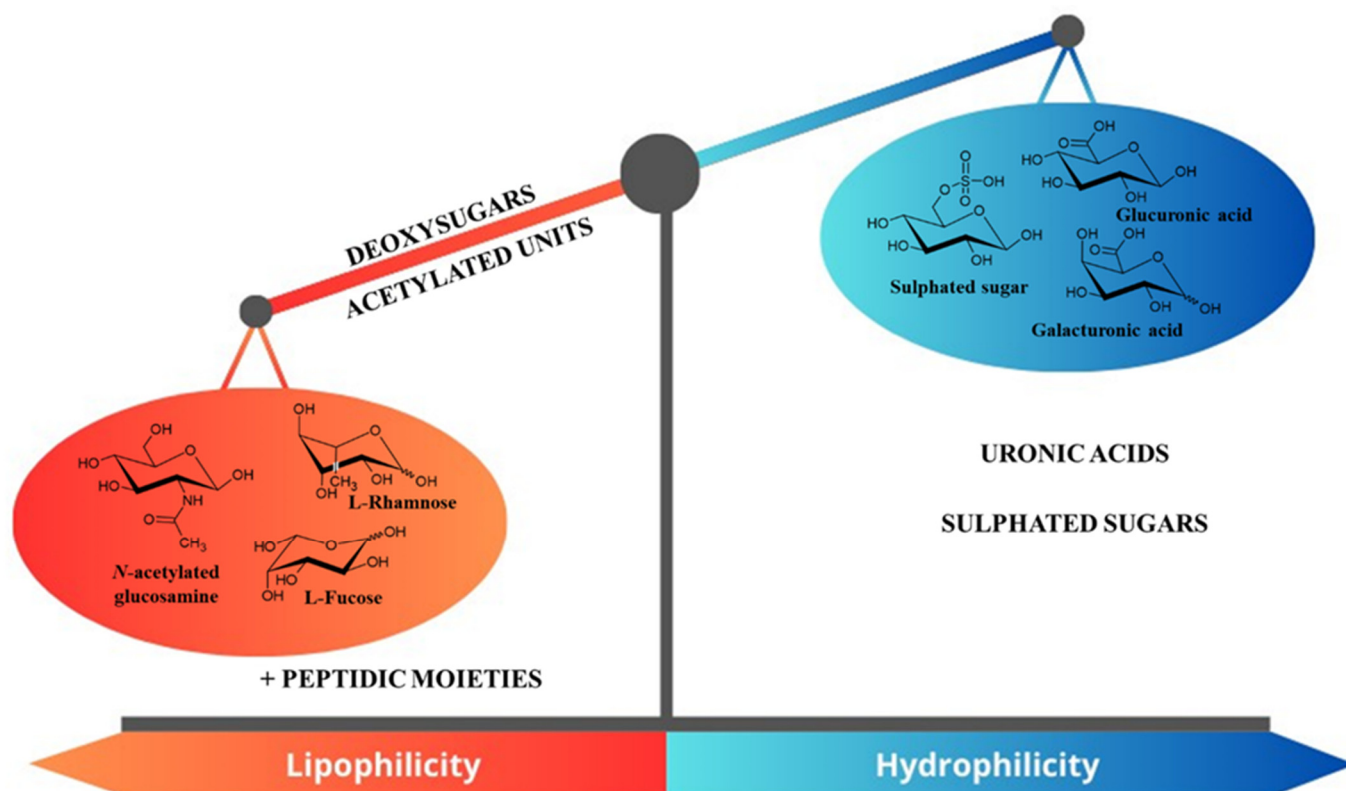 DEOXYSUGARS
ACETYLATED UNITS
OH
O
HO
HO
OH
NH
O
CH3
N-acetylated
glucosamine
OH
O
OH
OH
OH
CH3
L-Rhamnose
HO
O
OH
OH
HO
OH
L-Fucose
+ PEPTIDIC MOIETIES
O
S
OH
O
O
O
HO
HO
OH
OH
Sulphated sugar
OH
O
O
HO
HO
OH
OH
Glucuronic acid
OH
OH
O
O
HO
OH
OH
Galacturonic acid
URONIC ACIDS
SULPHATED SUGARS
Lipophilicity
Hydrophilicity